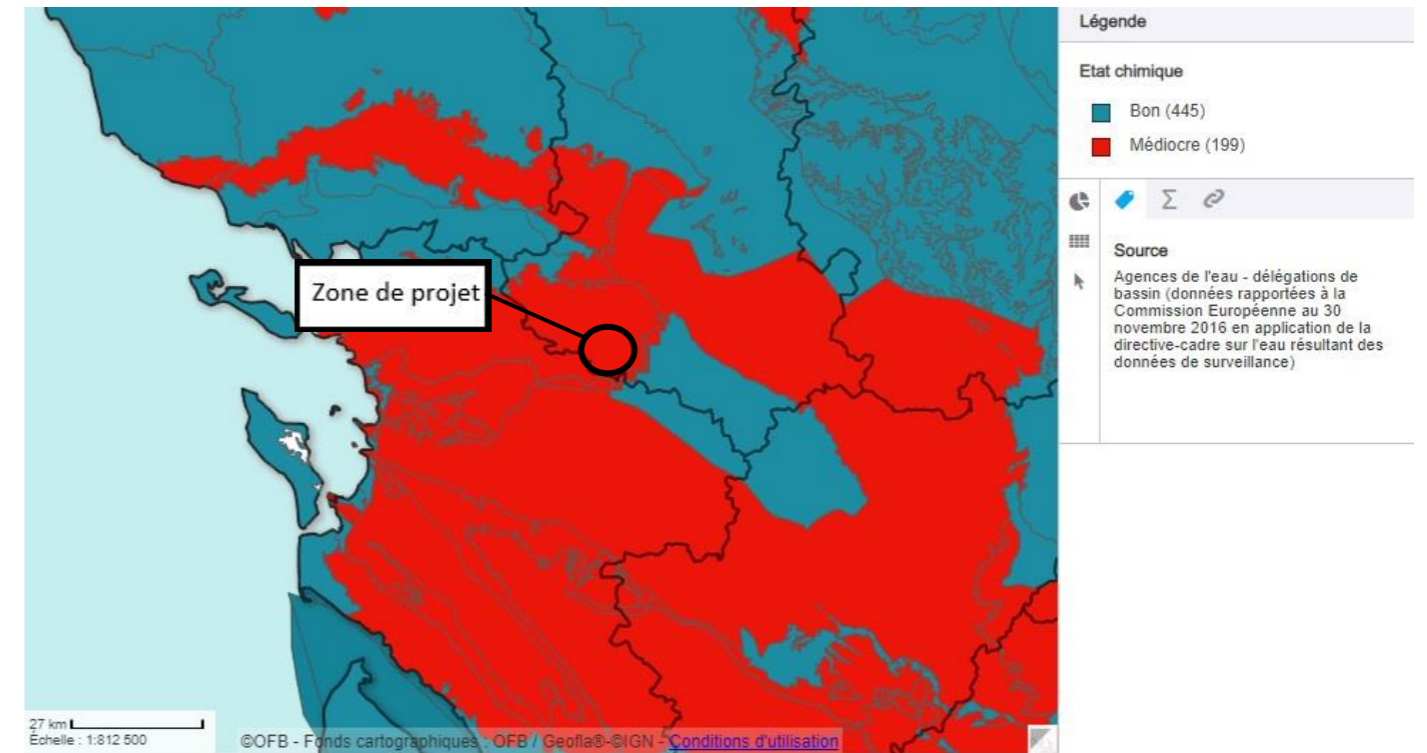 Légende
Etat chimique
Bon (445)
Médiocre (199)
Σ
Source
Agences de l'eau - délégations de
bassin (données rapportées à la
Commission Européenne au 30
novembre 2016 en application de la
directive-cadre sur l'eau résultant des
données de surveillance)
Zone de projet
27 km
Échelle : 1:812 500
©OFB - Fonds cartographiques : OFB / Geofla®-©IGN - Conditions d'utilisation